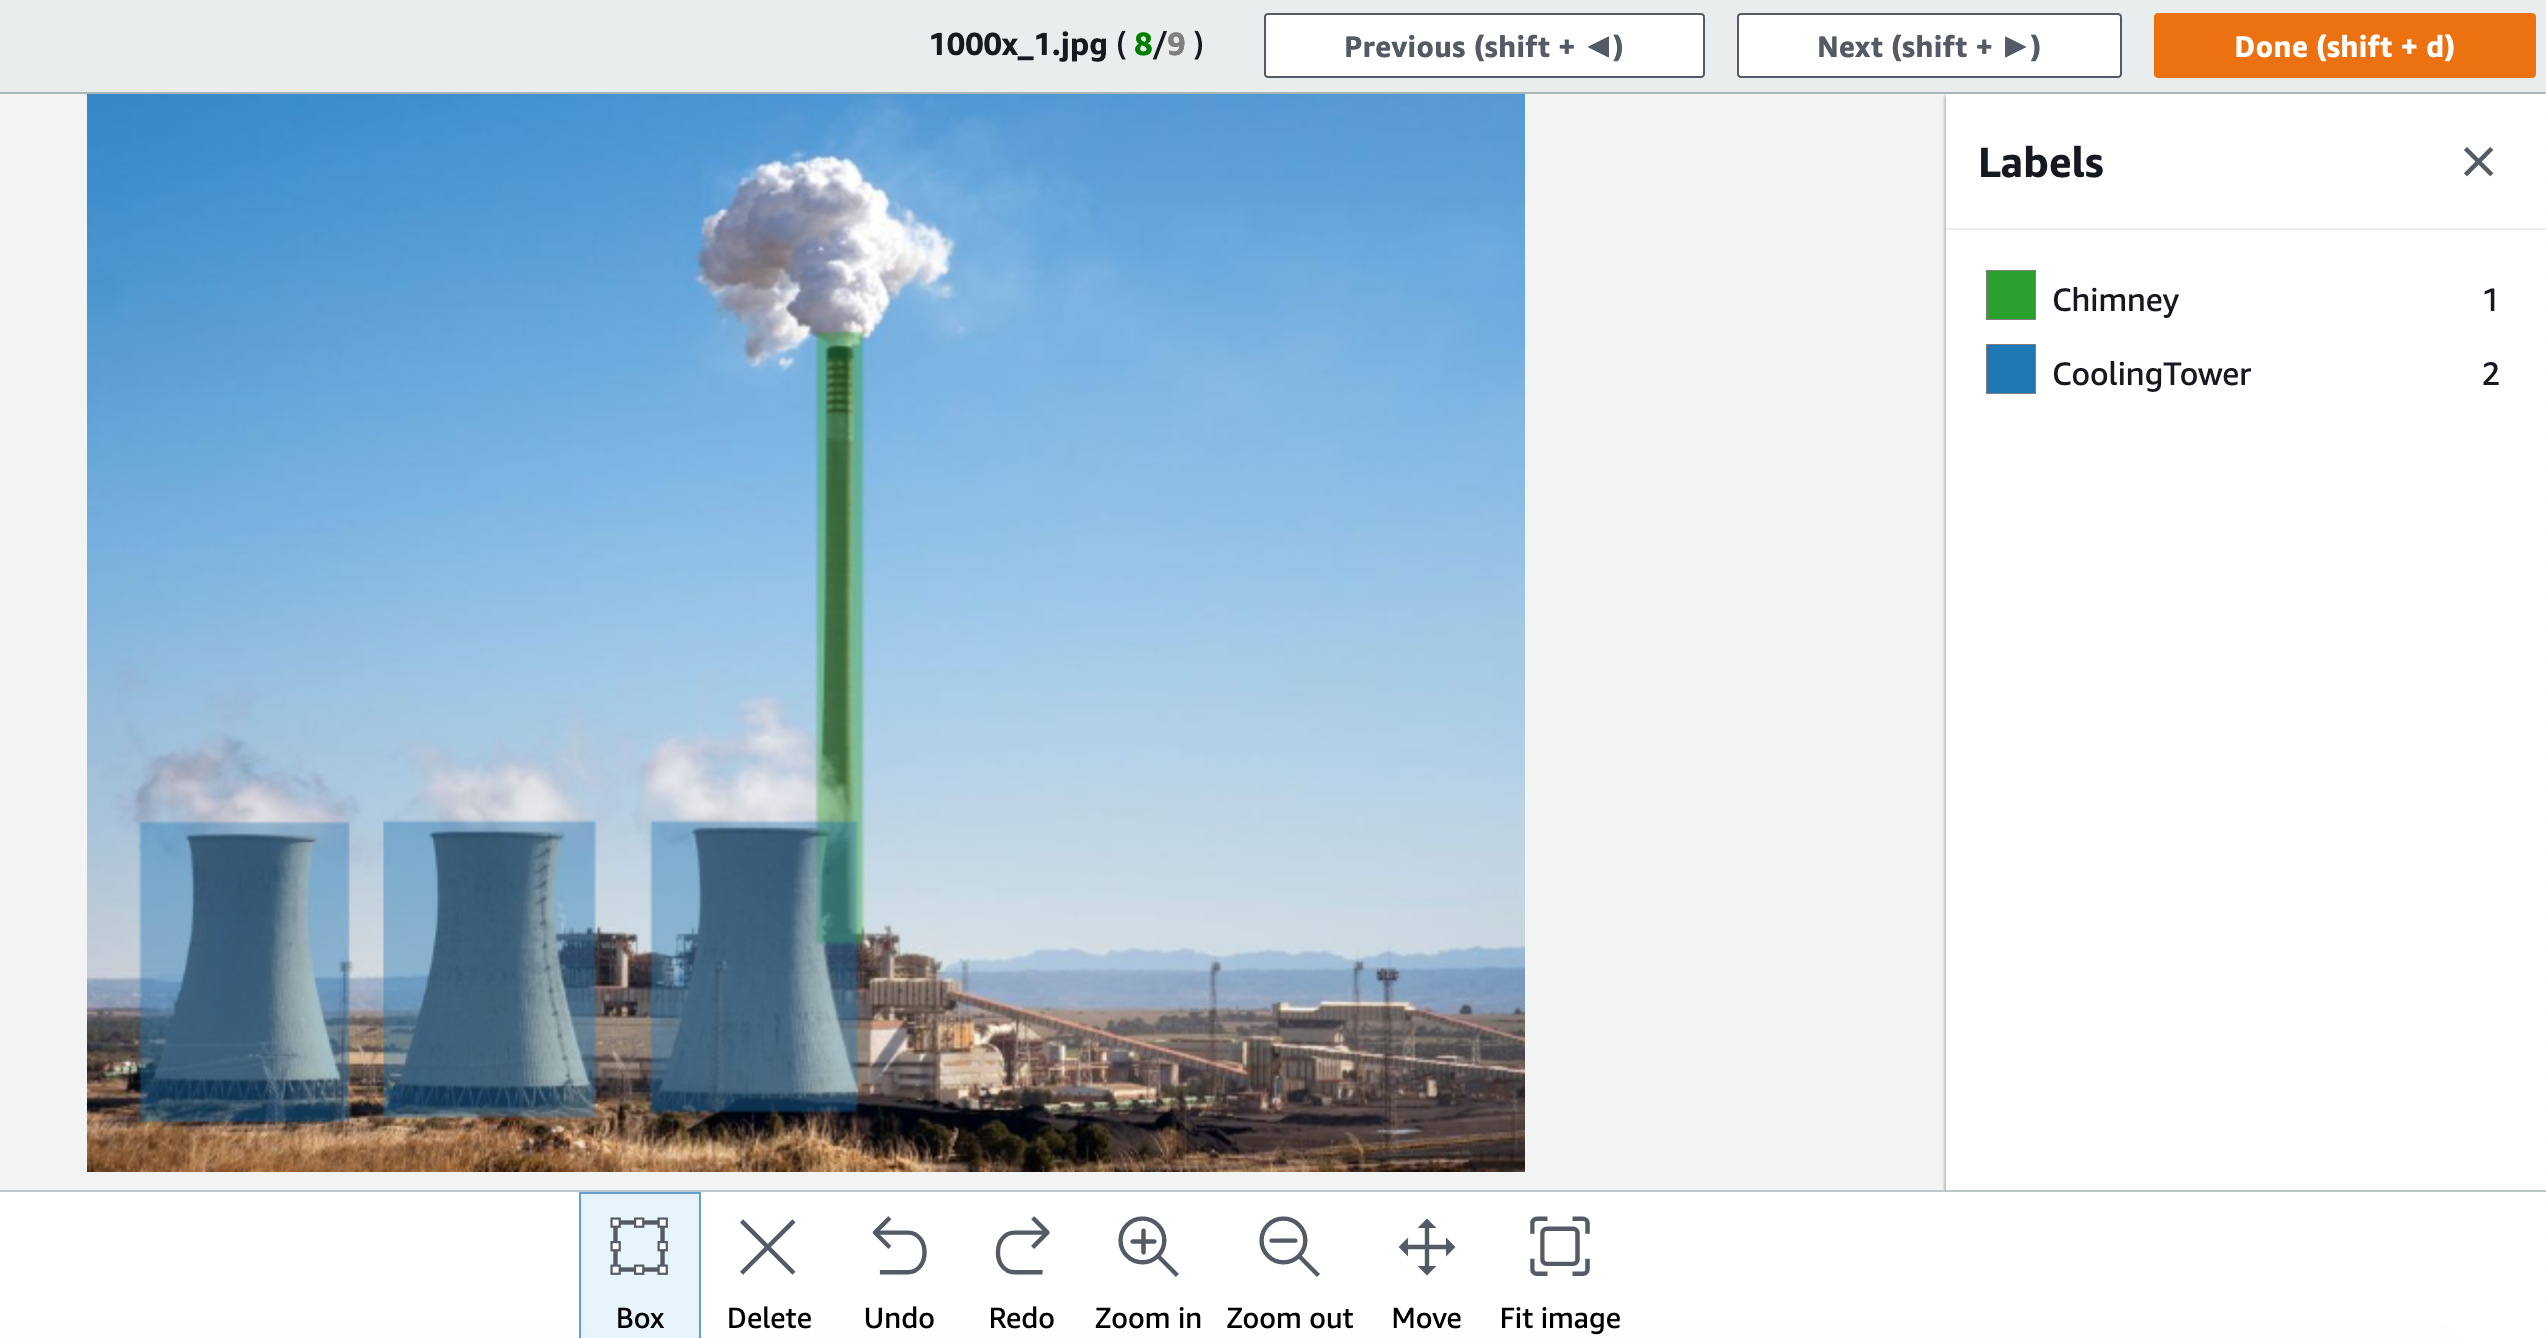 1000x_1.jpg ( 8/9 )
Previous (shift + ◀)
Next (shift + ▶)
Done (shift + d)
Labels
Chimney 1
CoolingTower 2
Box
Delete
Undo
Redo
Zoom in
Zoom out
Move
Fit image